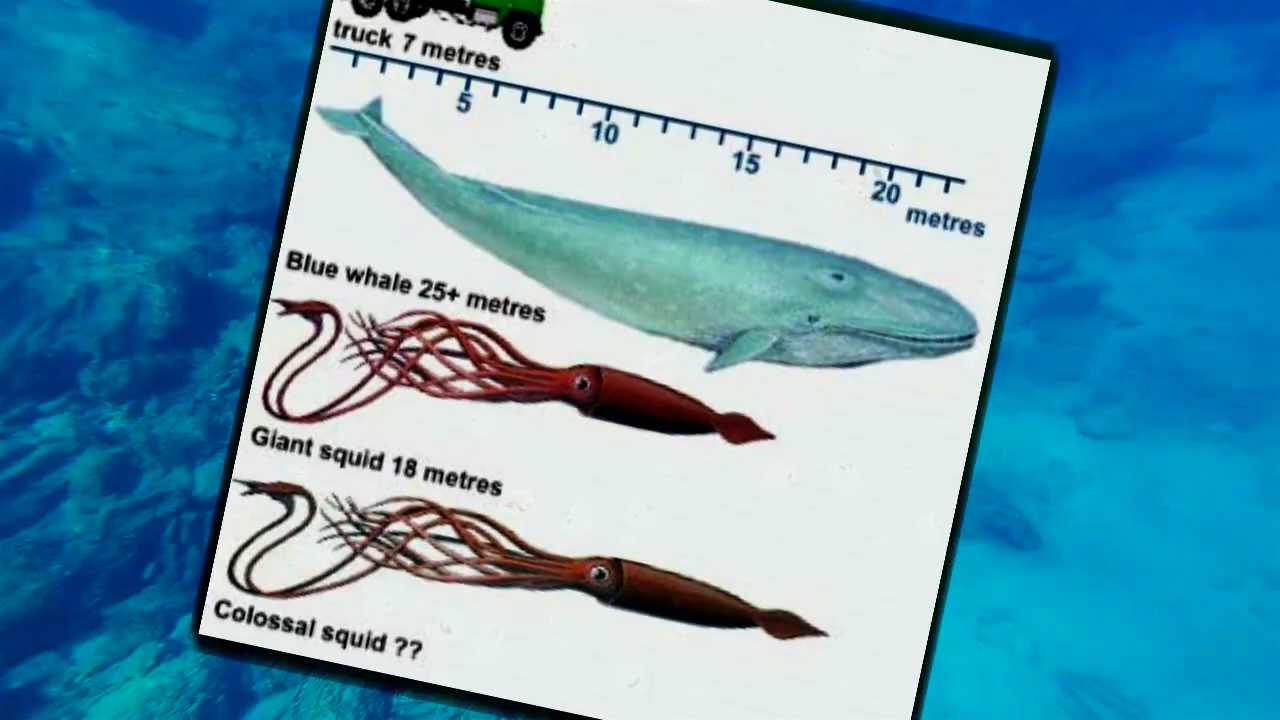 truck 7 metres
5
10
15
20
metres
Blue whale 25+ metres
Giant squid 18 metres
Colossal squid ??